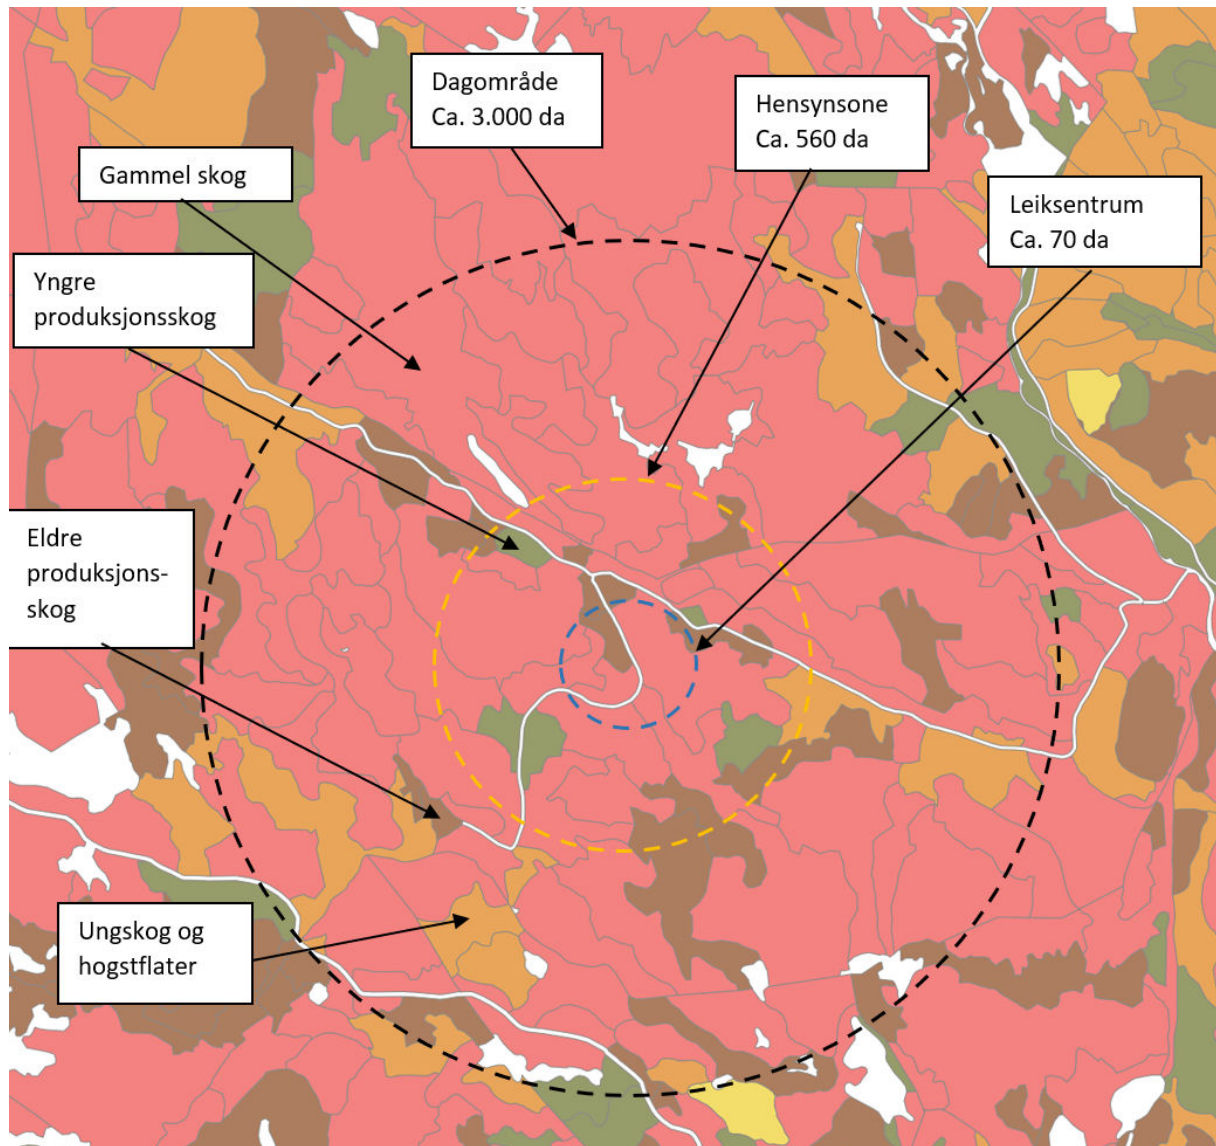 Dagområde
Ca. 3.000 da
Hensynsone
Ca. 560 da
Gammel skog
Leiksentrum
Ca. 70 da
Yngre
produksjonsskog
Eldre
produksjons-
skog
Ungskog og
hogstflater